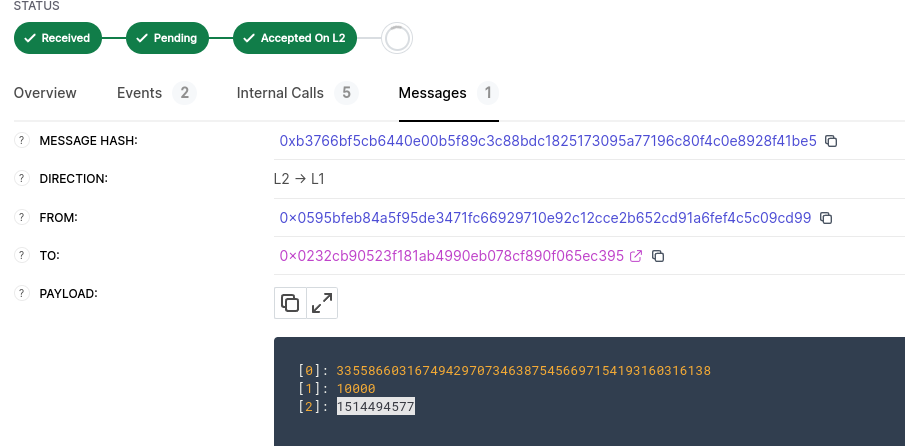 STATUS
Received Pending Accepted On L2
Overview Events 2 Internal Calls 5 Messages 1
? MESSAGE HASH: 0xb3766bf5cb6440e00b5f89c3c88bdc1825173095a77196c80f4c0e8928f41be5
? DIRECTION: L2 → L1
? FROM: 0x0595bfeb84a5f95de3471fc66929710e92c12cce2b652cd91a6fef4c5c09cd99
? TO: 0x0232cb90523f181ab4990eb078cf890f065ec395
? PAYLOAD:
[0]: 335586603167494297073463875456697154193160316138
[1]: 10000
[2]: 1514494577